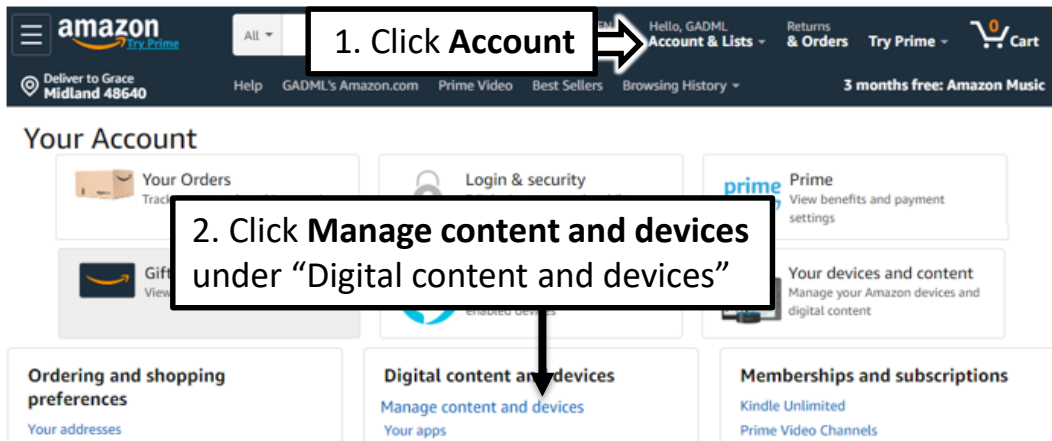 amazon
Try Prime
All
1. Click Account
EN
Hello, GADML
Account & Lists
Returns
& Orders
Try Prime
0
Cart
Deliver to Grace
Midland 48640
Help
GADML's Amazon.com
Prime Video
Best Sellers
Browsing History
3 months free: Amazon Music
Your Account
Your Orders
Login & security
prime
Prime
View benefits and payment
settings
2. Click Manage content and devices
under “Digital content and devices”
Your devices and content
Manage your Amazon devices and
digital content
enabled devices
Ordering and shopping
preferences
Your addresses
Digital content and devices
Manage content and devices
Your apps
Memberships and subscriptions
Kindle Unlimited
Prime Video Channels